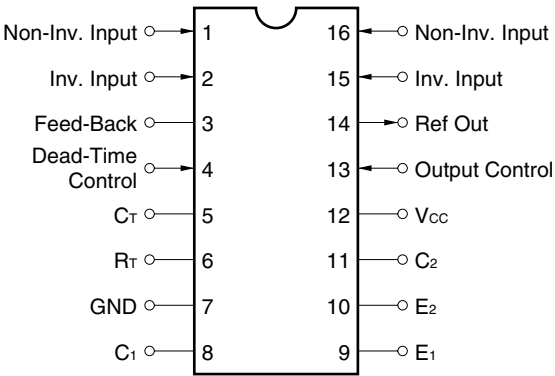 Non-Inv. Input 1 16 Non-Inv. Input
Inv. Input 2 15 Inv. Input
Feed-Back 3 14 Ref Out
Dead-Time
Control 4 13 Output Control
CT 5 12 VCC
RT 6 11 C2
GND 7 10 E2
C1 8 9 E1